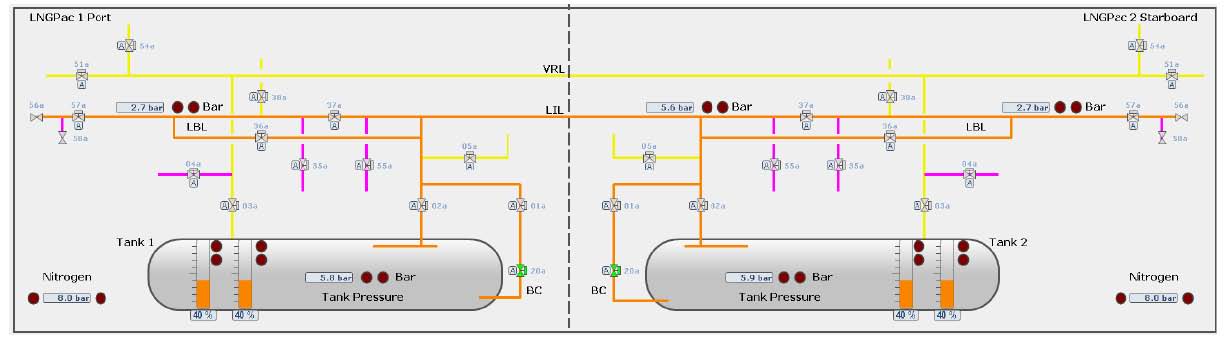 LNGPac 1 Port
LNGPac 2 Starboard
54a
54a
51a
A
A
VRL
51a
A
A
38a
A
38a
A
56a
57a
2.7 bar
Bar
37a
LIL
5.6 bar
Bar
37a
2.7 bar
Bar
57a
56a
A
A
A
A
58a
LBL
36a
36a
LBL
58a
A
A
04a
A
35a
A
55a
A
05a
A
05a
A
55a
A
35a
A
04a
A
A
03a
A
02a
A
01a
A
01a
A
02a
A
03a
Tank 1
Tank 2
Nitrogen
8.0 bar
5.8 bar
Bar
Tank Pressure
A
20a
BC
A
20a
BC
5.9 bar
Bar
Tank Pressure
Nitrogen
8.0 bar
40 %
40 %
40 %
40 %